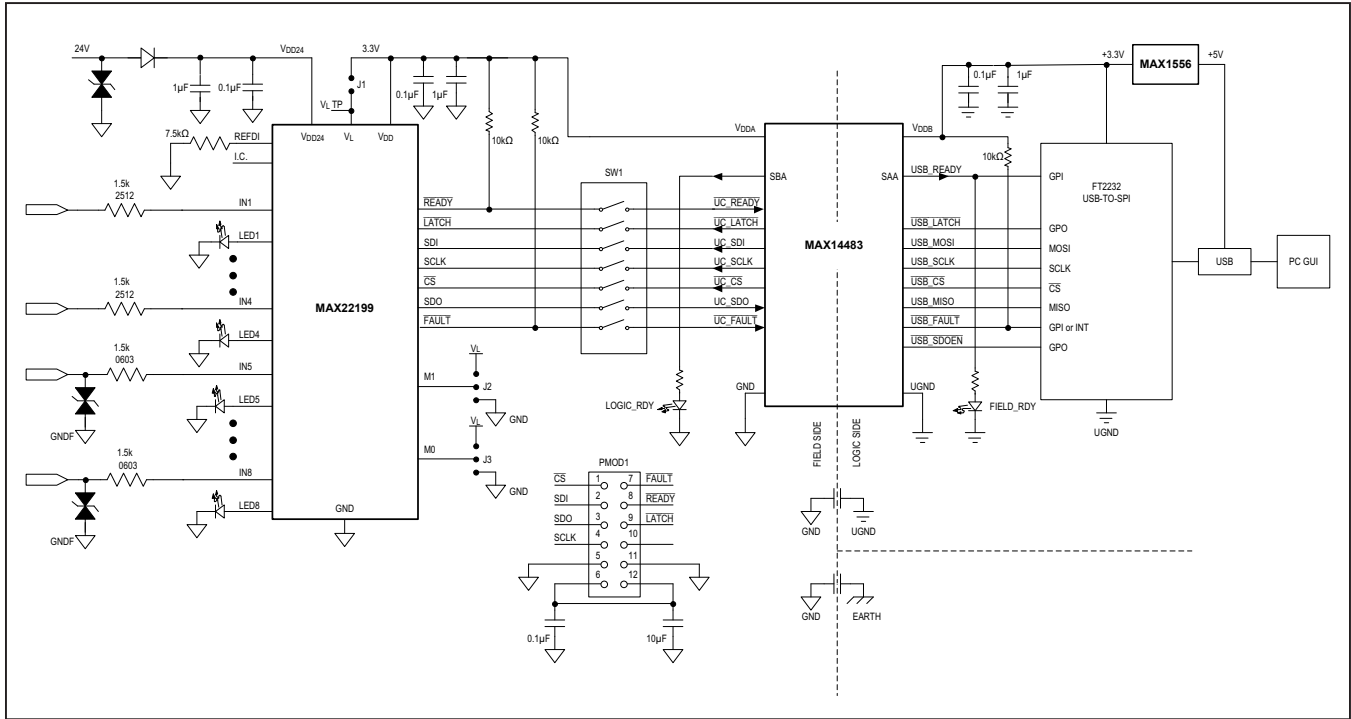 24V
VDD24
3.3V
J1
VL TP
1µF
0.1µF
0.1µF
1µF
10kΩ
10kΩ
7.5kΩ
REFDI
I.C.
VDD24
VL
VDD
1.5k
2512
IN1
LED1
1.5k
2512
IN4
LED4
1.5k
0603
IN5
GNDF
LED5
1.5k
0603
IN8
GNDF
LED8
MAX22199
GND
READY
LATCH
SDI
SCLK
CS
SDO
FAULT
M1
M0
VL
J2
GND
VL
J3
GND
SW1
UC_READY
UC_LATCH
UC_SDI
UC_SCLK
UC_CS
UC_SDO
UC_FAULT
LOGIC_RDY
VDDA
SBA
GND
MAX14483
VDDB
SAA
UGND
FIELD SIDE
LOGIC SIDE
+3.3V
MAX1556
+5V
0.1µF
1µF
10kΩ
USB_READY
USB_LATCH
USB_MOSI
USB_SCLK
USB_CS
USB_MISO
USB_FAULT
USB_SDOEN
FIELD_RDY
GPI
FT2232
USB-TO-SPI
GPO
MOSI
SCLK
CS
MISO
GPI or INT
GPO
UGND
USB
PC GUI
PMOD1
CS 1 7 FAULT
SDI 2 8 READY
SDO 3 9 LATCH
SCLK 4 10
5 11
6 12
0.1µF
10µF
GND
UGND
GND
EARTH